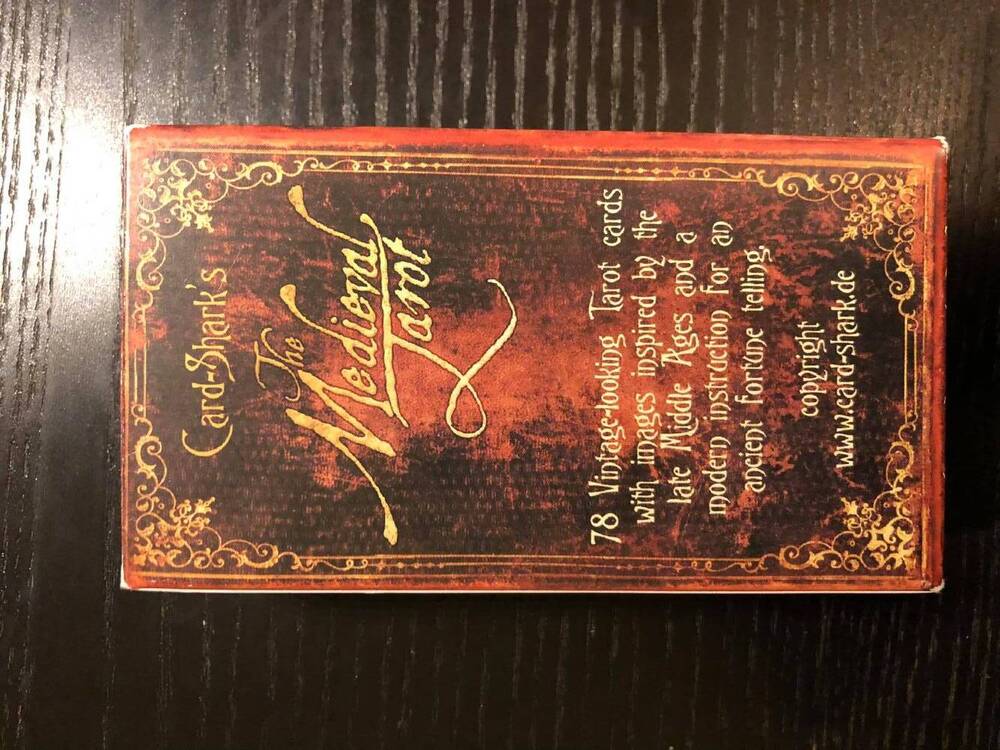 Card-Shark's
The
Medieval
Tarot
78 Vintage-looking Tarot cards
with images inspired by the
late Middle Ages and a
modern instruction for an
ancient fortune telling.
copyright
www.card-shark.de